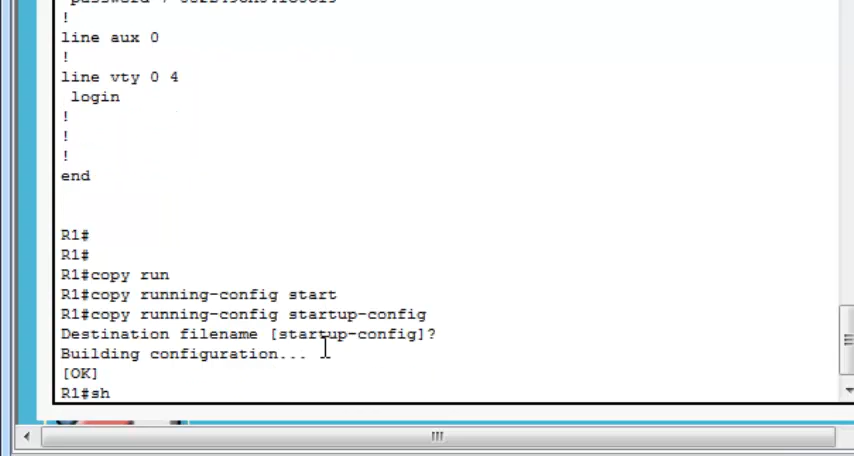 !
line aux 0
!
line vty 0 4
login
!
!
!
end
R1#
R1#
R1#copy run
R1#copy running-config start
R1#copy running-config startup-config
Destination filename [startup-config]?
Building configuration...
[OK]
R1#sh